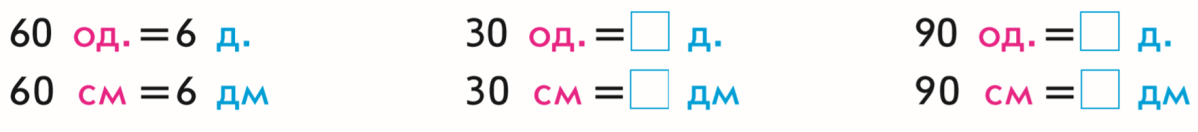 60 од. = 6 д. 30 од. = □ д. 90 од. = □ д.
60 см = 6 дм 30 см = □ дм 90 см = □ дм